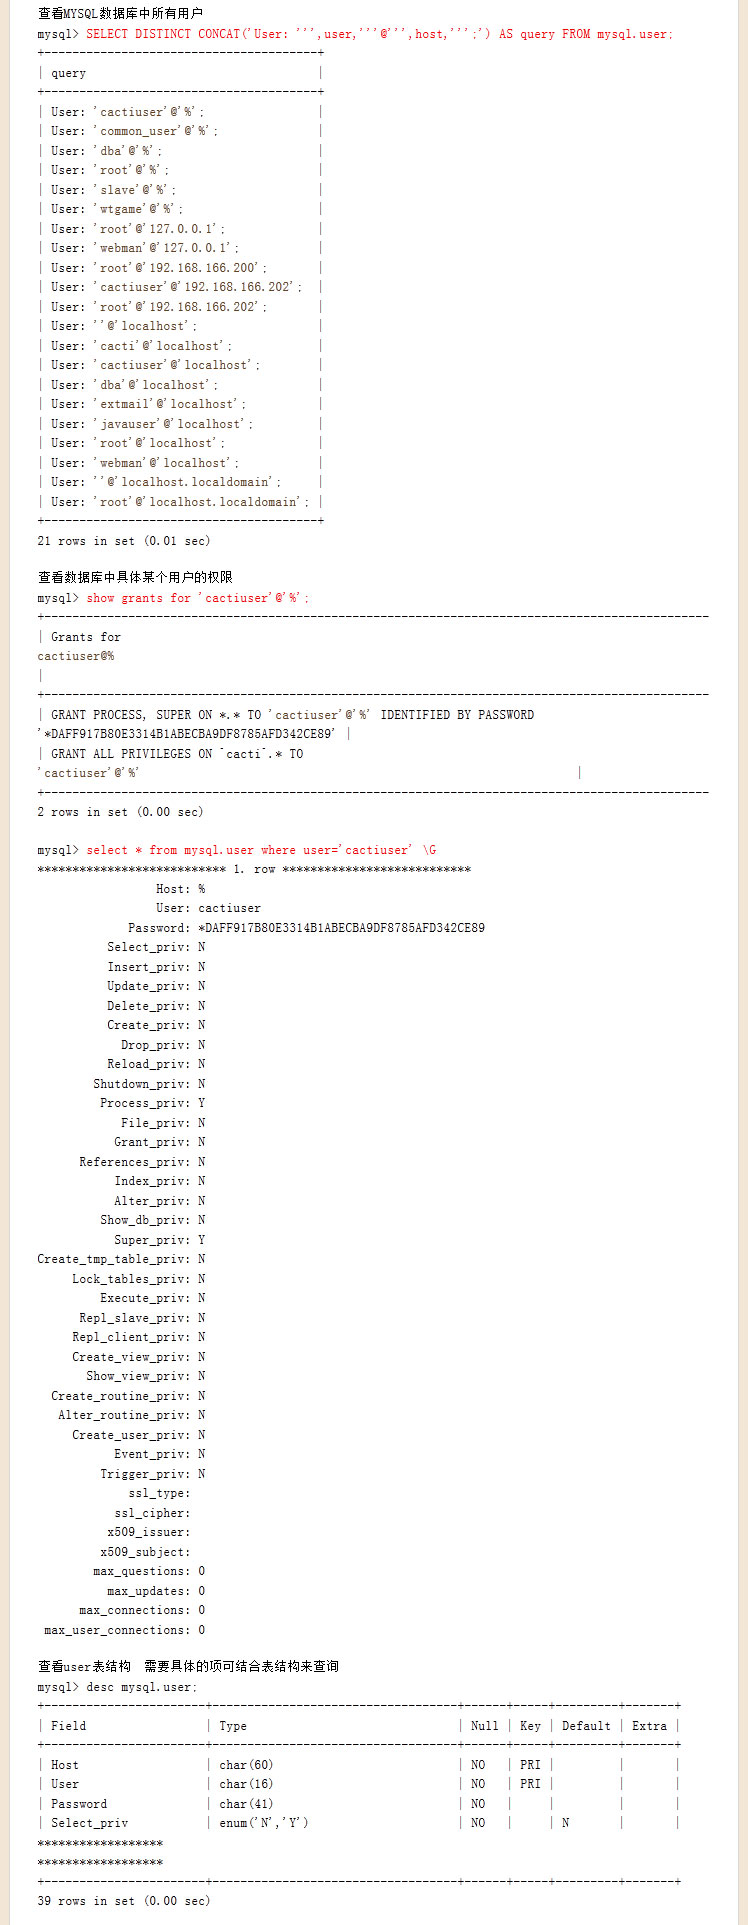 查看MYSQL数据库中所有用户
mysql> SELECT DISTINCT CONCAT('User: ''',user,'''@''',host,''';') AS query FROM mysql.user;
+---------------------------------------+
| query                                 |
+---------------------------------------+
| User: 'cactiuser'@'%';                |
| User: 'common_user'@'%';              |
| User: 'dba'@'%';                      |
| User: 'root'@'%';                     |
| User: 'slave'@'%';                    |
| User: 'wtgame'@'%';                   |
| User: 'root'@'127.0.0.1';             |
| User: 'webman'@'127.0.0.1';           |
| User: 'root'@'192.168.166.200';       |
| User: 'cactiuser'@'192.168.166.202';  |
| User: 'root'@'192.168.166.202';       |
| User: ''@'localhost';                 |
| User: 'cacti'@'localhost';            |
| User: 'cactiuser'@'localhost';        |
| User: 'dba'@'localhost';              |
| User: 'extmail'@'localhost';          |
| User: 'javauser'@'localhost';         |
| User: 'root'@'localhost';             |
| User: 'webman'@'localhost';           |
| User: ''@'localhost.localdomain';     |
| User: 'root'@'localhost.localdomain'; |
+---------------------------------------+
21 rows in set (0.01 sec)
查看数据库中具体某个用户的权限
mysql> show grants for 'cactiuser'@'%';
+-----------------------------------------------------------------------------------------------
| Grants for
cactiuser@%
|
+-----------------------------------------------------------------------------------------------
| GRANT PROCESS, SUPER ON *.* TO 'cactiuser'@'%' IDENTIFIED BY PASSWORD
'*DAFF917B80E3314B1ABECBA9DF8785AFD342CE89' |
| GRANT ALL PRIVILEGES ON `cacti`.* TO
'cactiuser'@'%' |
+-----------------------------------------------------------------------------------------------
2 rows in set (0.00 sec)
mysql> select * from mysql.user where user='cactiuser' \G
*************************** 1. row ***************************
Host: %
User: cactiuser
Password: *DAFF917B80E3314B1ABECBA9DF8785AFD342CE89
Select_priv: N
Insert_priv: N
Update_priv: N
Delete_priv: N
Create_priv: N
Drop_priv: N
Reload_priv: N
Shutdown_priv: N
Process_priv: Y
File_priv: N
Grant_priv: N
References_priv: N
Index_priv: N
Alter_priv: N
Show_db_priv: N
Super_priv: Y
Create_tmp_table_priv: N
Lock_tables_priv: N
Execute_priv: N
Repl_slave_priv: N
Repl_client_priv: N
Create_view_priv: N
Show_view_priv: N
Create_routine_priv: N
Alter_routine_priv: N
Create_user_priv: N
Event_priv: N
Trigger_priv: N
ssl_type:
ssl_cipher:
x509_issuer:
x509_subject:
max_questions: 0
max_updates: 0
max_connections: 0
max_user_connections: 0
查看user表结构 需要具体的项可结合表结构来查询
mysql> desc mysql.user;
+-----------------------+-----------------------------------+------+-----+---------+-------+
| Field                 | Type                              | Null | Key | Default | Extra |
+-----------------------+-----------------------------------+------+-----+---------+-------+
| Host                  | char(60)                          | NO   | PRI |         |       |
| User                  | char(16)                          | NO   | PRI |         |       |
| Password              | char(41)                          | NO   |     |         |       |
| Select_priv           | enum('N','Y')                     | NO   |     | N       |       |
******************
******************
+-----------------------+-----------------------------------+------+-----+---------+-------+
39 rows in set (0.00 sec)